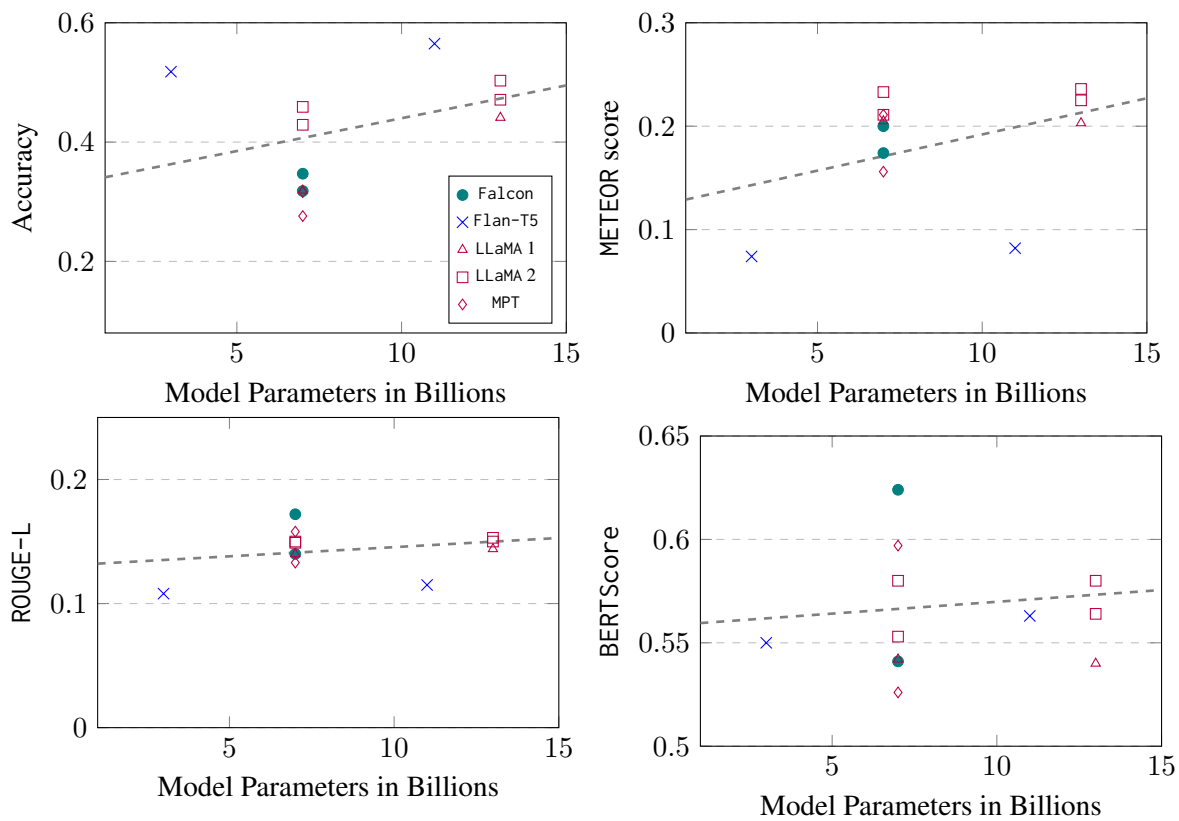 0.6
0.4
0.2
Accuracy
Falcon
Flan-T5
LLaMA 1
LLaMA 2
MPT
5
10
15
Model Parameters in Billions
0.3
0.2
0.1
0
METEOR score
5
10
15
Model Parameters in Billions
0.2
0.1
0
ROUGE-L
5
10
15
Model Parameters in Billions
0.65
0.6
0.55
0.5
BERTScore
5
10
15
Model Parameters in Billions